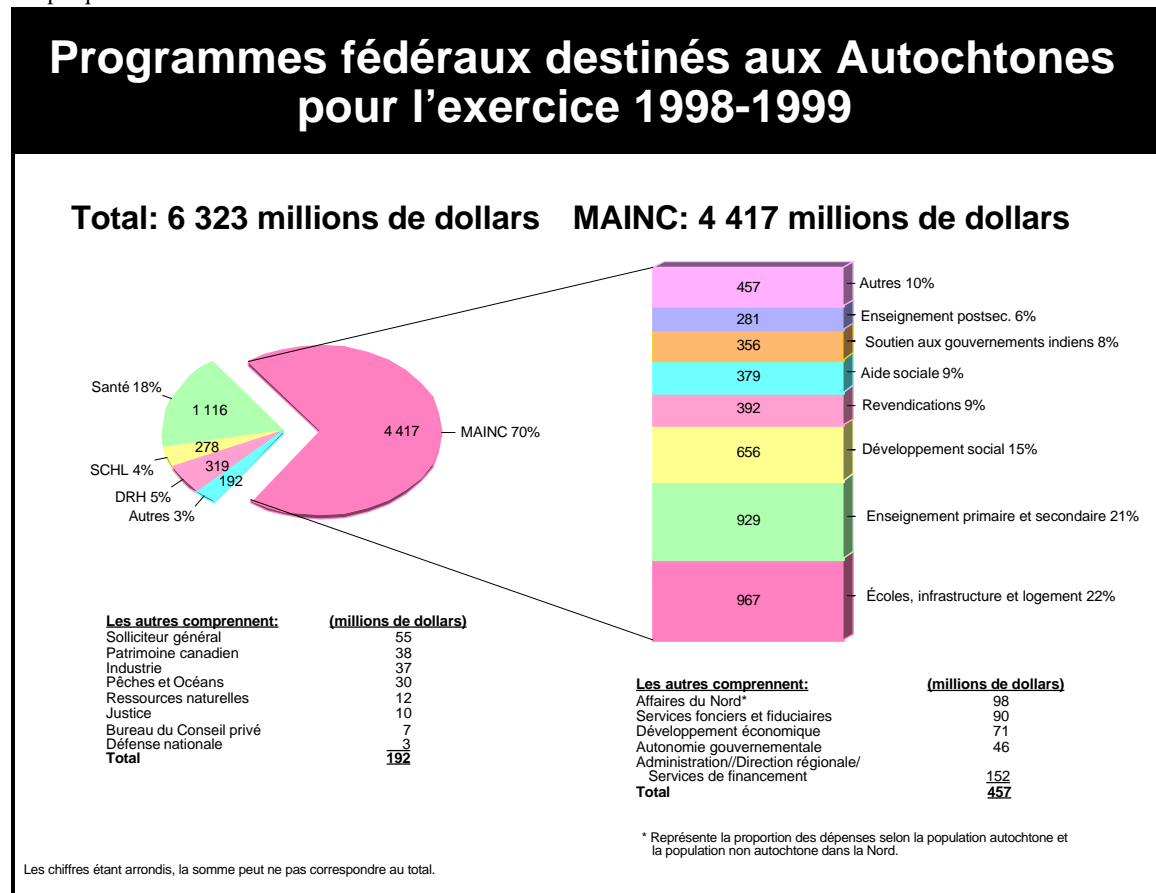 Programmes fédéraux destinés aux Autochtones
pour l'exercice 1998-1999
Total: 6 323 millions de dollars
MAINC: 4 417 millions de dollars
Santé 18%
1 116
278
SCHL 4%
319
DRH 5%
192
Autres 3%
4 417
MAINC 70%
457
Autres 10%
281
Enseignement postsec. 6%
356
Soutien aux gouvernements indiens 8%
379
Aide sociale 9%
392
Revendications 9%
656
Développement social 15%
929
Enseignement primaire et secondaire 21%
967
Écoles, infrastructure et logement 22%
Les autres comprennent: (millions de dollars)
Solliciteur général 55
Patrimoine canadien 38
Industrie 37
Pêches et Océans 30
Ressources naturelles 12
Justice 10
Bureau du Conseil privé 7
Défense nationale 3
Total 192
Les autres comprennent: (millions de dollars)
Affaires du Nord* 98
Services fonciers et fiduciaires 90
Développement économique 71
Autonomie gouvernementale 46
Administration//Direction régionale/
Services de financement 152
Total 457
* Représente la proportion des dépenses selon la population autochtone et
la population non autochtone dans la Nord.
Les chiffres étant arrondis, la somme peut ne pas correspondre au total.